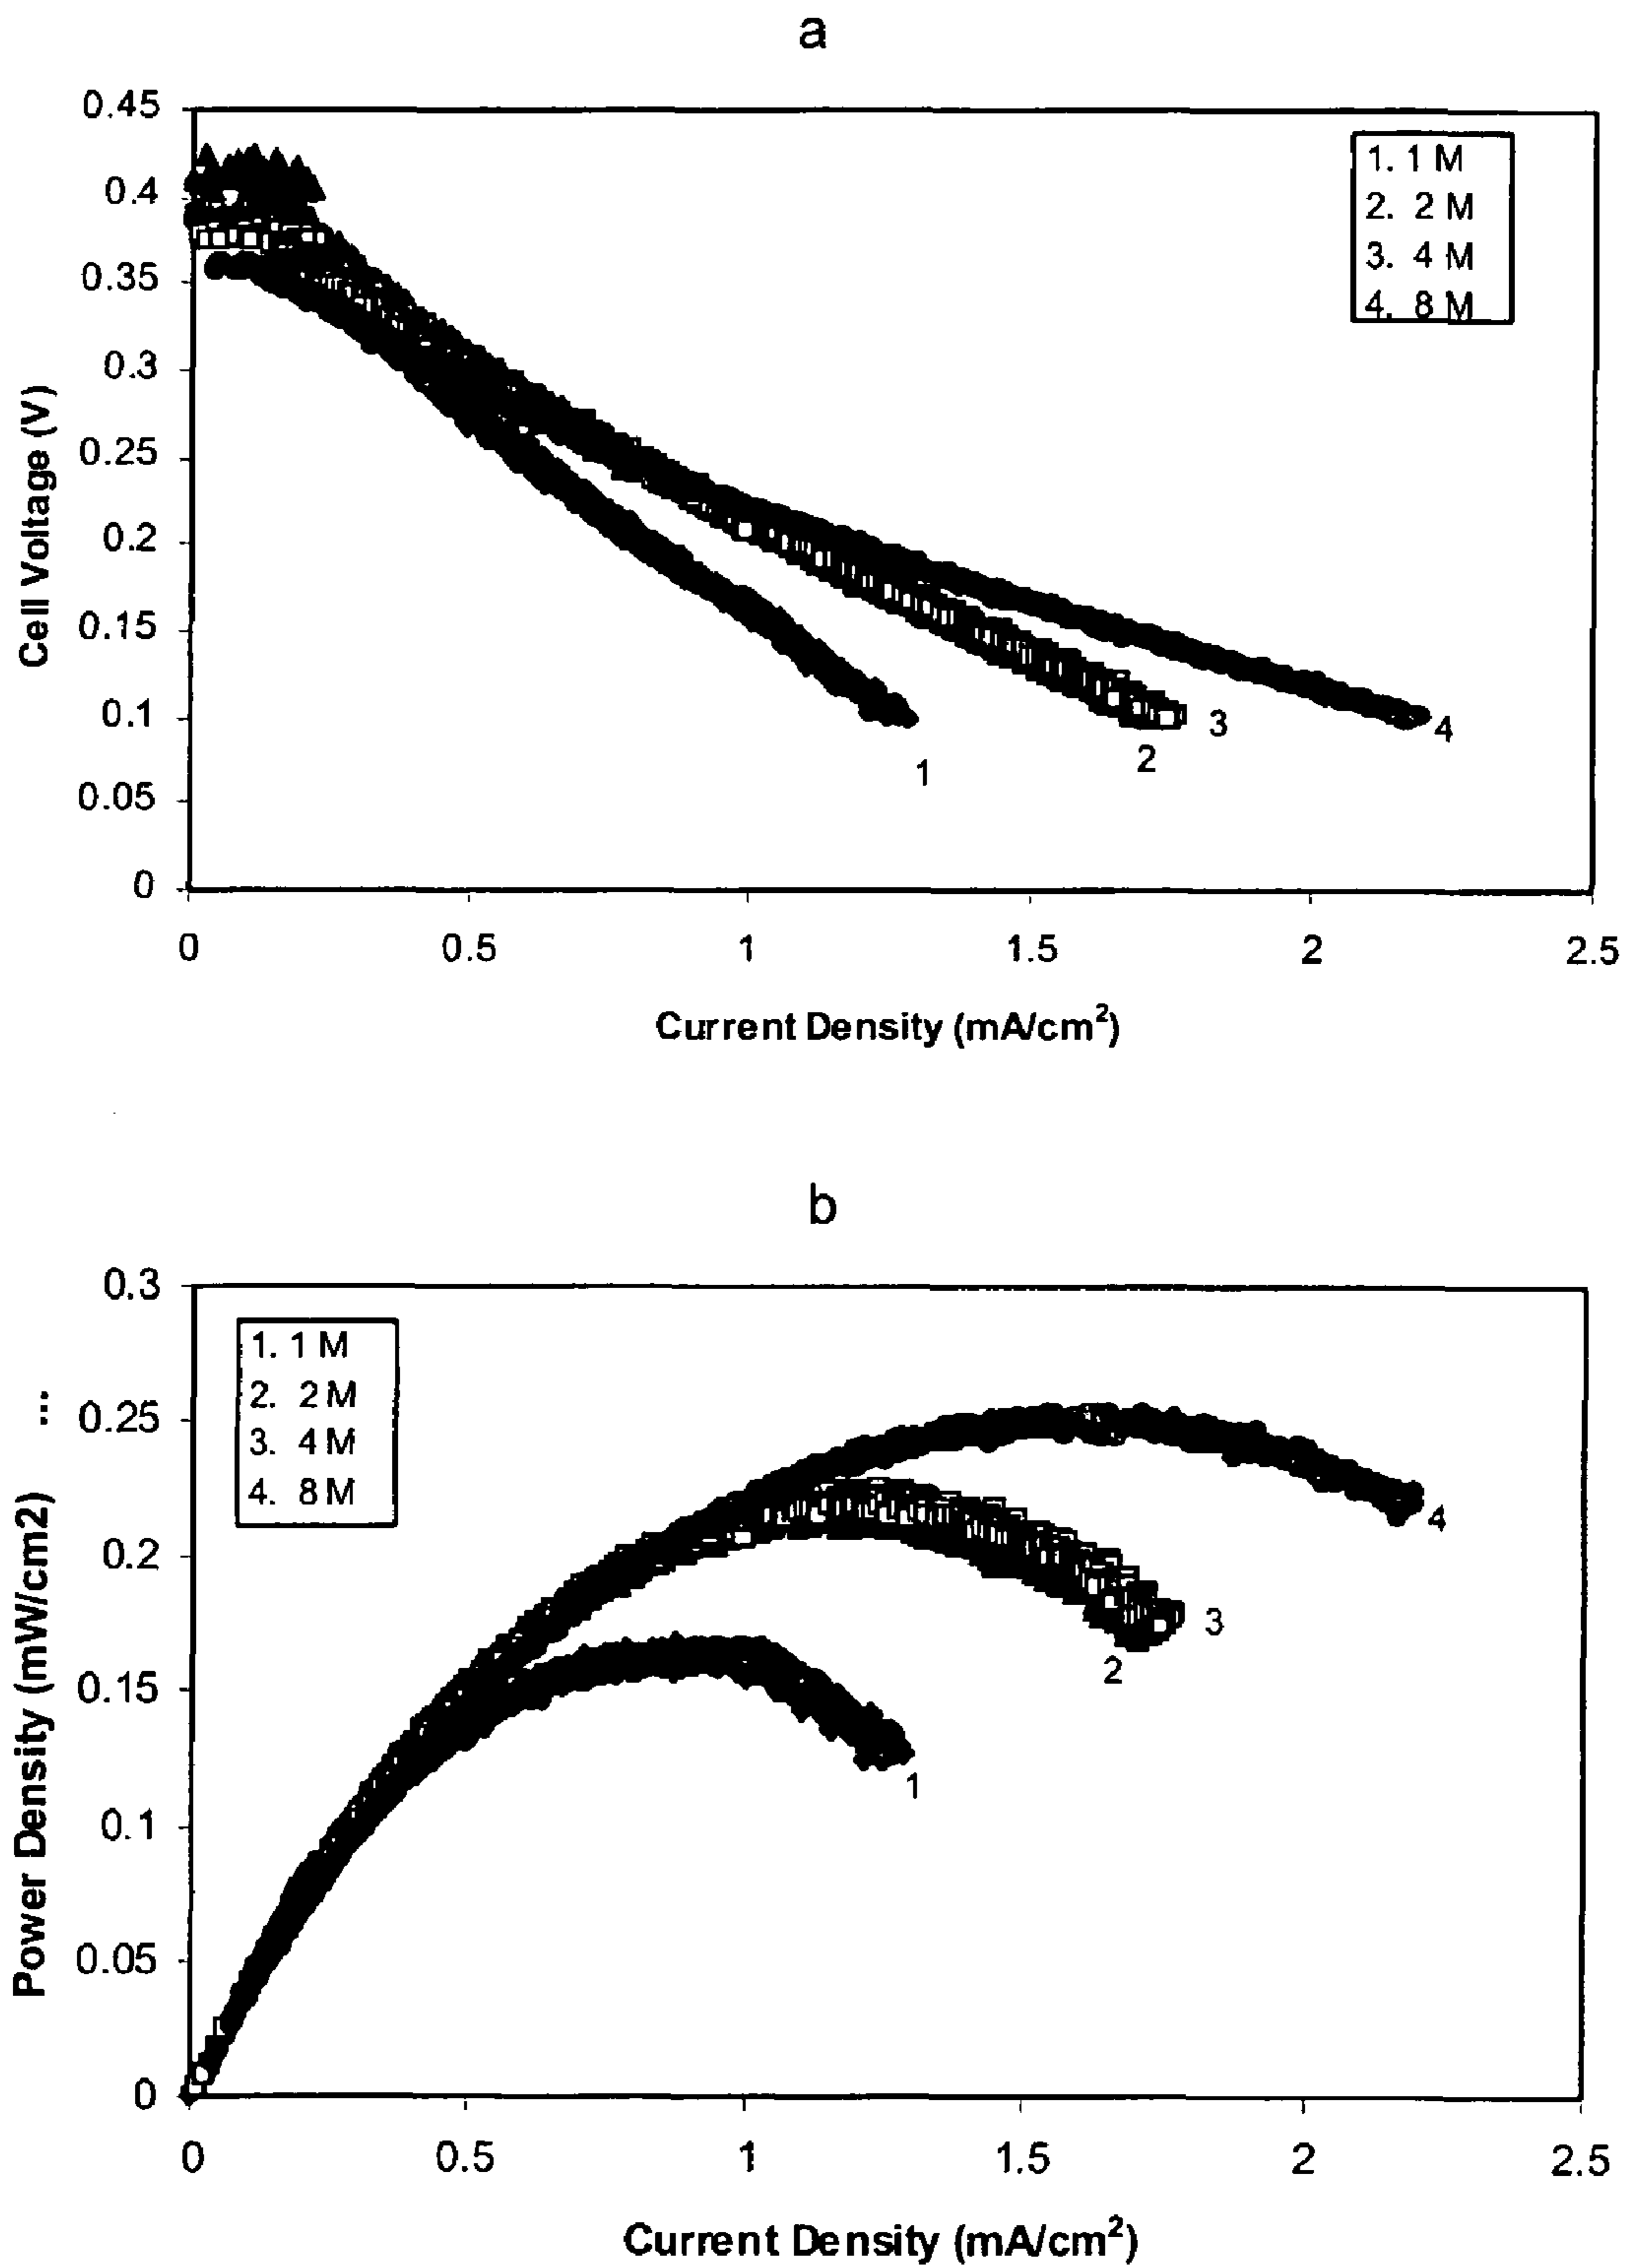 a
0.45
0.4
0.35
0.3
0.25
0.2
0.15
0.1
0.05
0
Cell Voltage (V)
1. 1 M
2. 2 M
3. 4 M
4. 8 M
1
2
3
4
0 0.5 1 1.5 2 2.5
Current Density (mA/cm²)
b
0.3
0.25
0.2
0.15
0.1
0.05
0
Power Density (mW/cm2) ...
1. 1 M
2. 2 M
3. 4 M
4. 8 M
1
2
3
4
0 0.5 1 1.5 2 2.5
Current Density (mA/cm²)